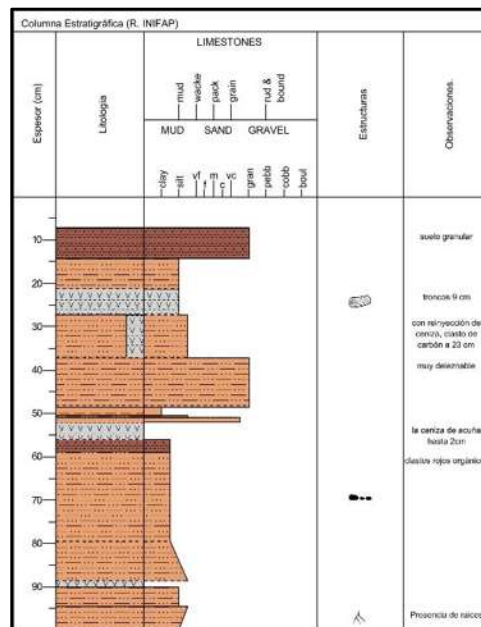 Columna Estratigráfica (R. INIFAP)
Espesor (cm)
Litología
LIMESTONES
mud
wacke
pack
grain
rud &
bound
MUD SAND GRAVEL
clay
silt
vf
f
m
c
vc
gran
pebb
cobb
boul
Estructuras
Observaciones.
10
20
30
40
50
60
70
80
90
suelo granular
troncos 9 cm
con reinyección de
ceniza, clasto de
carbón a 23 cm
muy deleznable
la ceniza de acuña
hasta 2cm
clastos rojos orgánic
Presencia de raíces